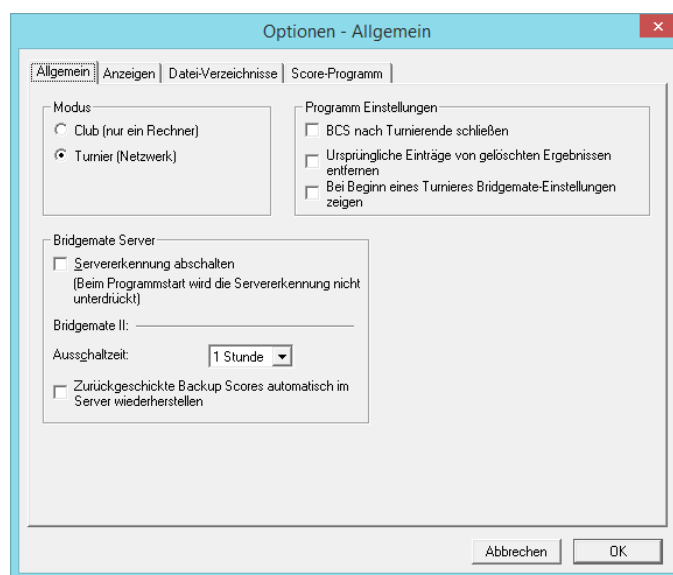 Optionen - Allgemein
Allgemein Anzeigen Datei-Verzeichnisse Score-Programm
Modus
Club (nur ein Rechner)
Turnier (Netzwerk)
Programm Einstellungen
BCS nach Turnierende schließen
Ursprüngliche Einträge von gelöschten Ergebnissen
entfernen
Bei Beginn eines Turnieres Bridgemate-Einstellungen
zeigen
Bridgemate Server
Servererkennung abschalten
(Beim Programmstart wird die Servererkennung nicht
unterdrückt)
Bridgemate II:
Ausschaltzeit: 1 Stunde
Zurückgeschickte Backup Scores automatisch im
Server wiederherstellen
Abbrechen OK